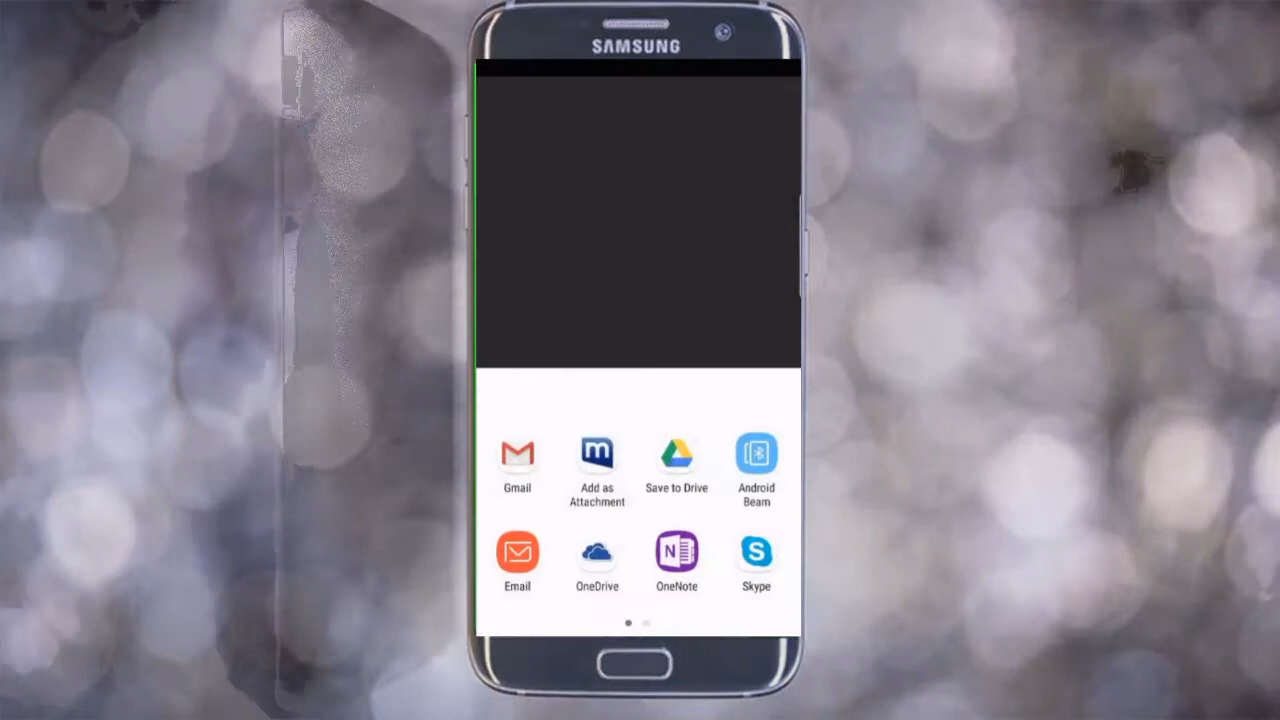 SAMSUNG
Gmail
Add as
Attachment
Save to Drive
Android
Beam
Email
OneDrive
OneNote
Skype